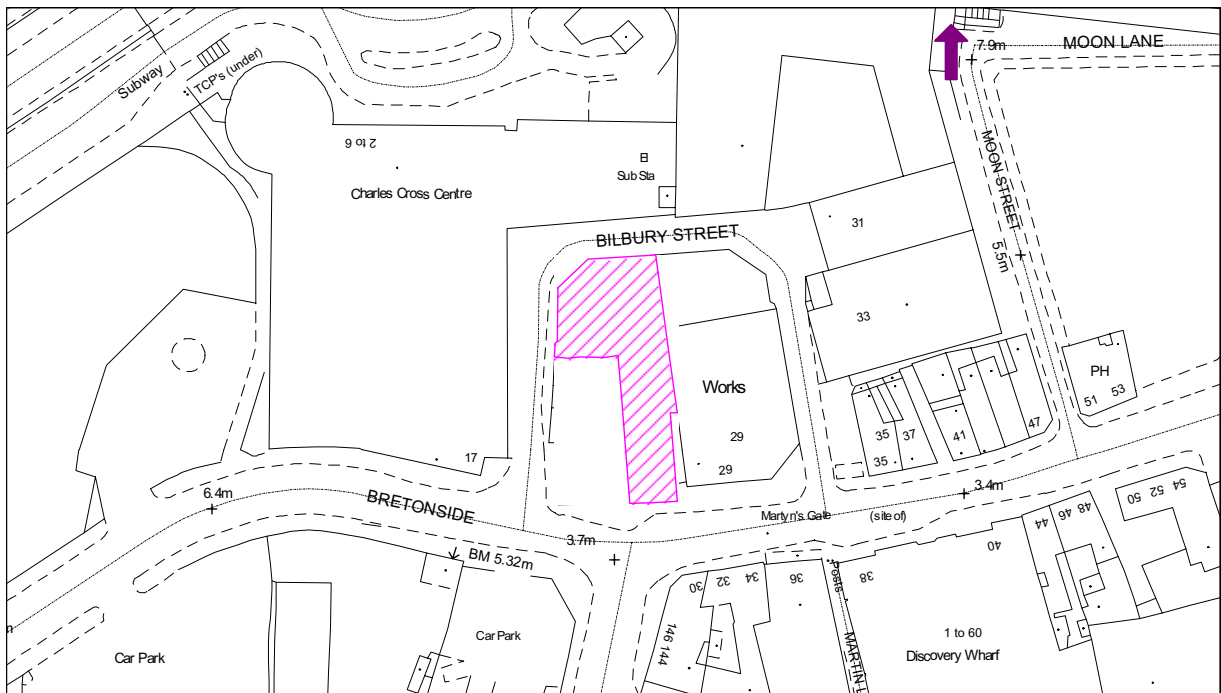 MOON LANE
7.9m
Subway
TCP's (under)
2 to 6
Charles Cross Centre
Sub Sta
MOON STREET
5.5m
BILBURY STREET
31
33
PH
51 53
Works
29
29
35 37
35
41
47
17
6.4m
BRETONSIDE
3.7m
BM 5.32m
Martyn's Gate (site of)
3.4m
40
44 46 48
50 52 54
30 32 34 36 38
Posts
146 144
Car Park
Car Park
1 to 60
Discovery Wharf